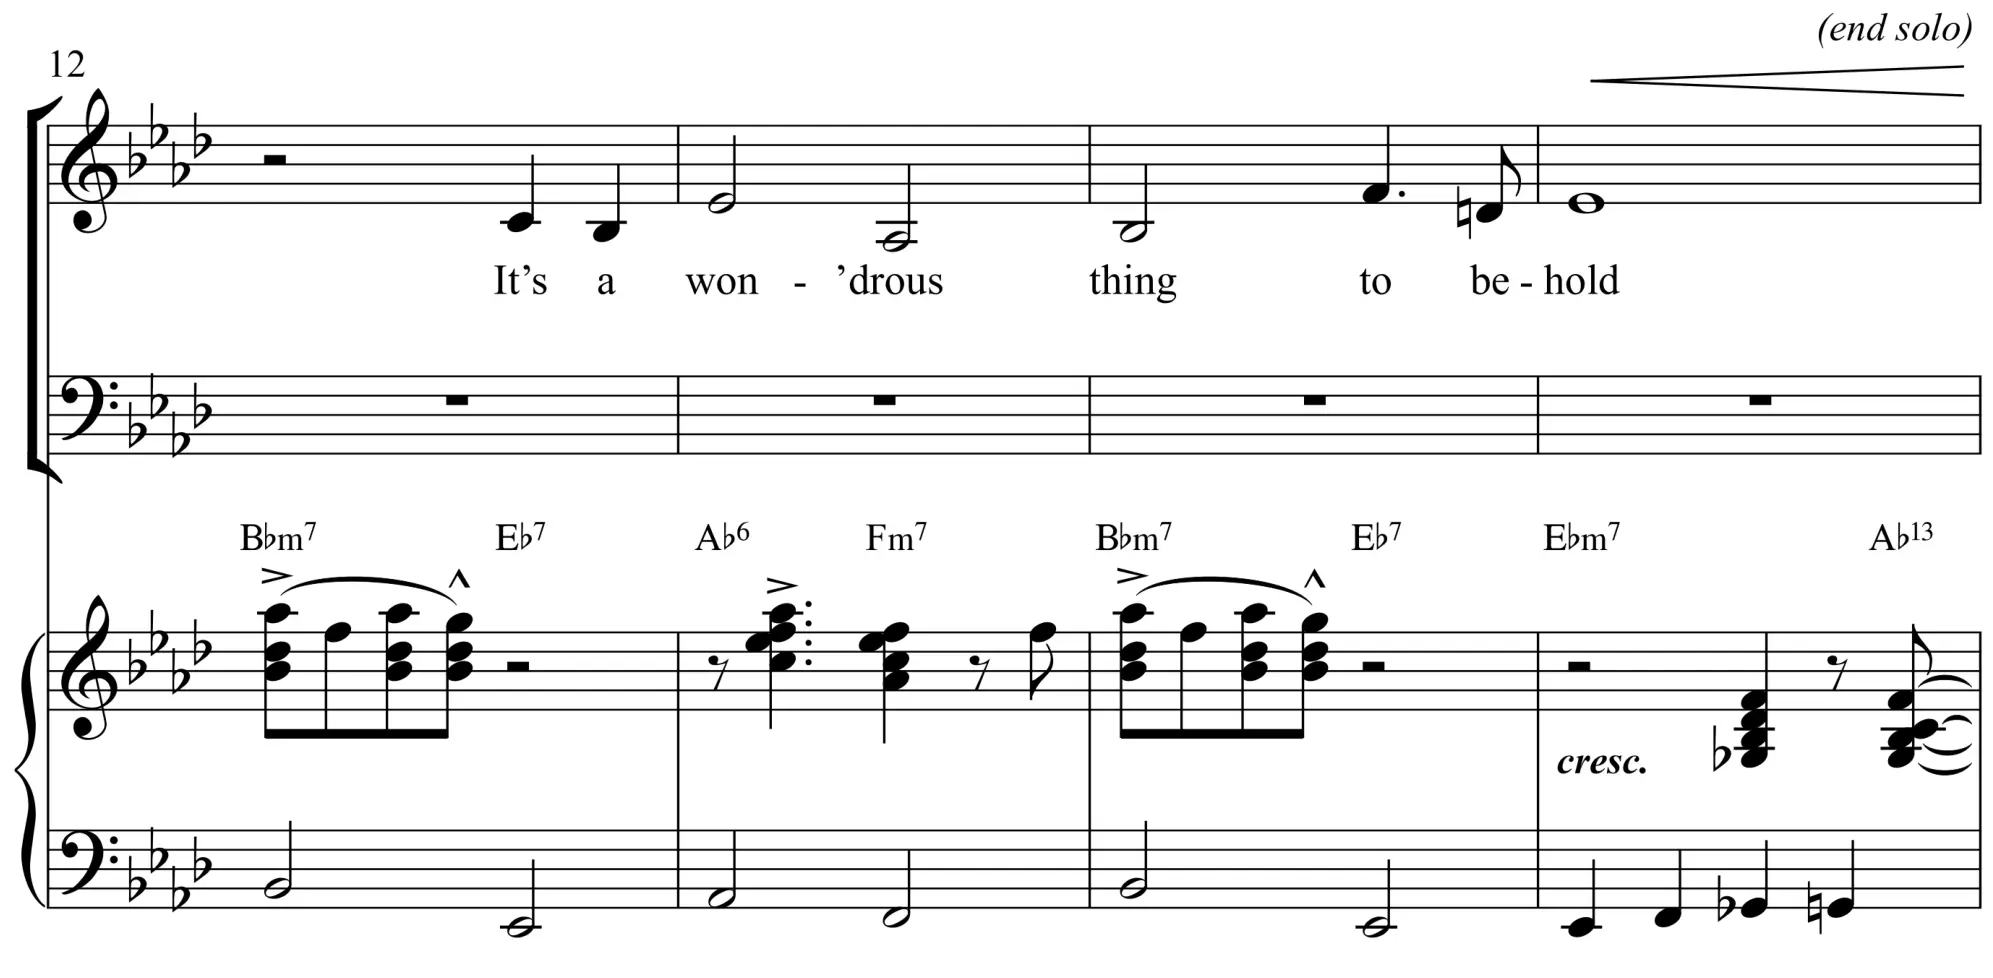 (end solo)
12
It's a won - 'drous thing to be - hold
B♭m7 E♭7 A♭6 Fm7 B♭m7 E♭7 E♭m7 A♭13
cresc.